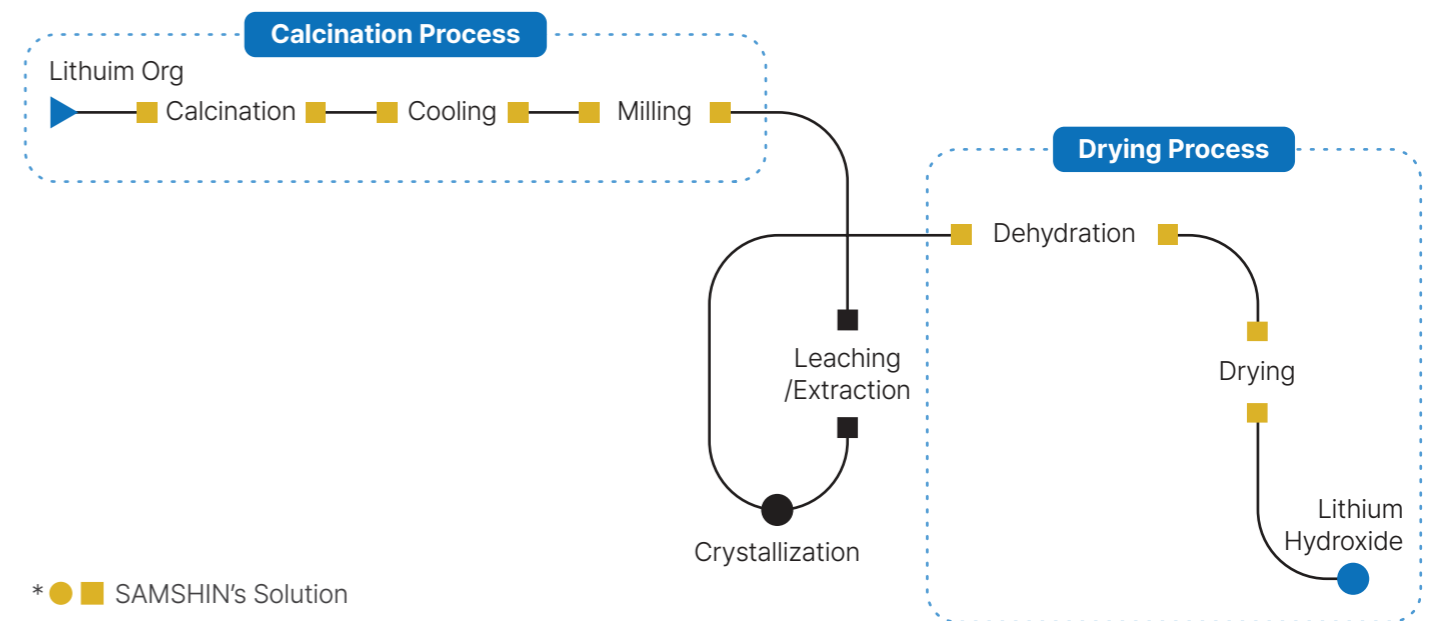 Calcination Process
Lithuim Org
Calcination
Cooling
Milling
Drying Process
Dehydration
Leaching
/Extraction
Drying
Crystallization
Lithium
Hydroxide
* SAMSHIN's Solution